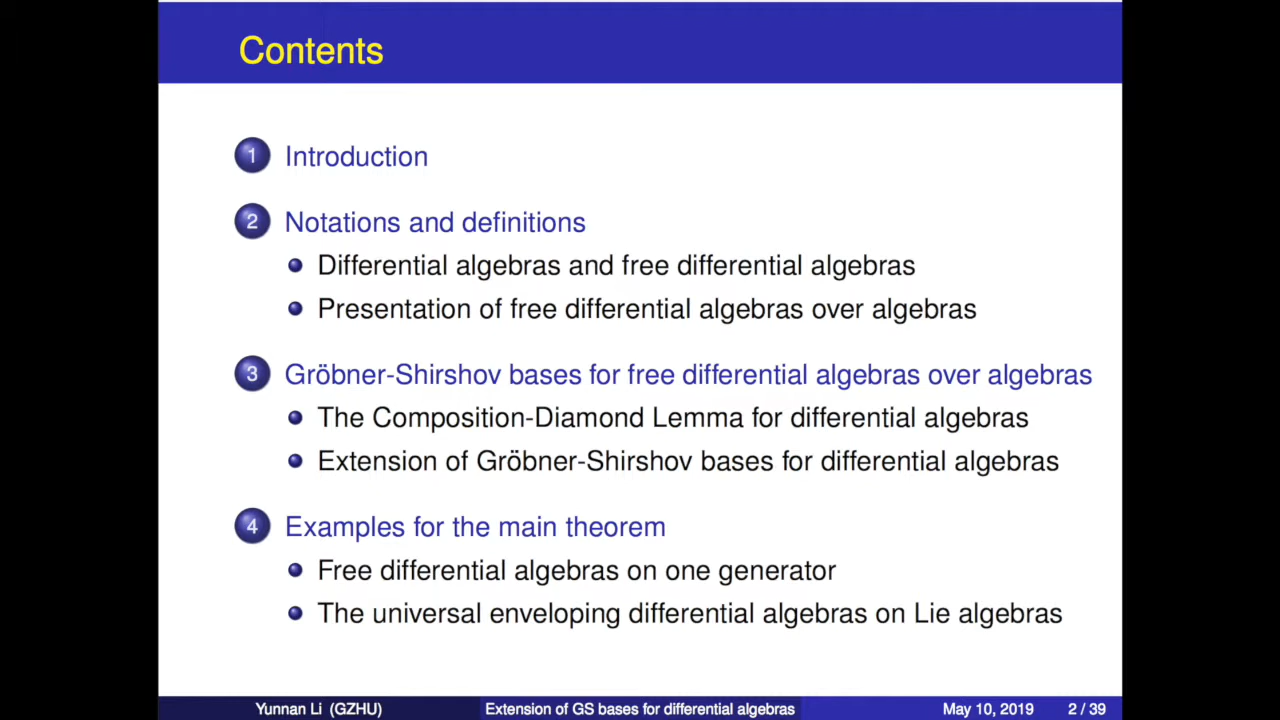 Contents
1 Introduction
2 Notations and definitions
Differential algebras and free differential algebras
Presentation of free differential algebras over algebras
3 Gröbner-Shirshov bases for free differential algebras over algebras
The Composition-Diamond Lemma for differential algebras
Extension of Gröbner-Shirshov bases for differential algebras
4 Examples for the main theorem
Free differential algebras on one generator
The universal enveloping differential algebras on Lie algebras
Yunnan Li (GZHU) Extension of GS bases for differential algebras May 10, 2019 2 / 39